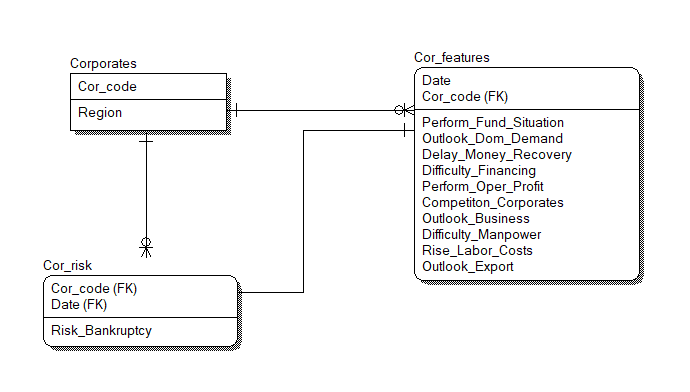 Corporates
Cor_code
Region
Cor_features
Date
Cor_code (FK)
Perform_Fund_Situation
Outlook_Dom_Demand
Delay_Money_Recovery
Difficulty_Financing
Perform_Oper_Profit
Competiton_Corporates
Outlook_Business
Difficulty_Manpower
Rise_Labor_Costs
Outlook_Export
Cor_risk
Cor_code (FK)
Date (FK)
Risk_Bankruptcy